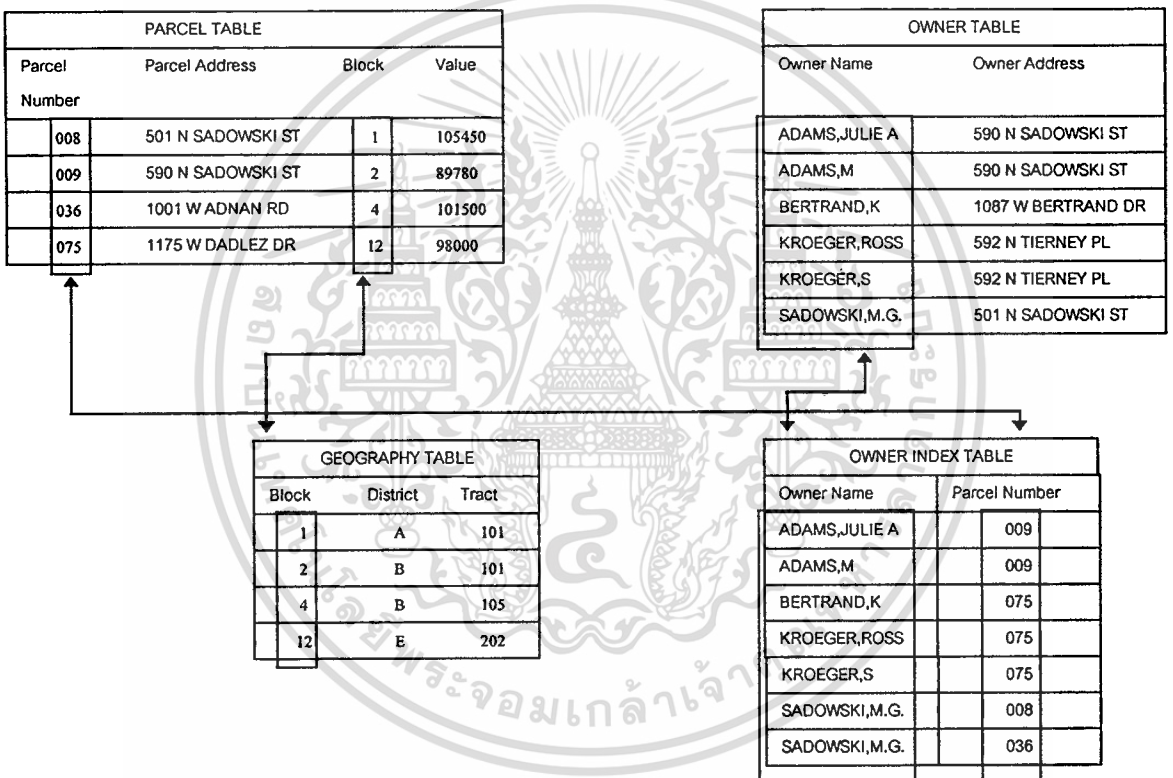 PARCEL TABLE
Parcel Number Parcel Address Block Value
008 501 N SADOWSKI ST 1 105450
009 590 N SADOWSKI ST 2 89780
036 1001 W ADNAN RD 4 101500
075 1175 W DADLEZ DR 12 98000
OWNER TABLE
Owner Name Owner Address
ADAMS,JULIE A 590 N SADOWSKI ST
ADAMS,M 590 N SADOWSKI ST
BERTRAND,K 1087 W BERTRAND DR
KROEGER,ROSS 592 N TIERNEY PL
KROEGER,S 592 N TIERNEY PL
SADOWSKI,M.G. 501 N SADOWSKI ST
GEOGRAPHY TABLE
Block District Tract
1 A 101
2 B 101
4 B 105
12 E 202
OWNER INDEX TABLE
Owner Name Parcel Number
ADAMS,JULIE A 009
ADAMS,M 009
BERTRAND,K 075
KROEGER,ROSS 075
KROEGER,S 075
SADOWSKI,M.G. 008
SADOWSKI,M.G. 036